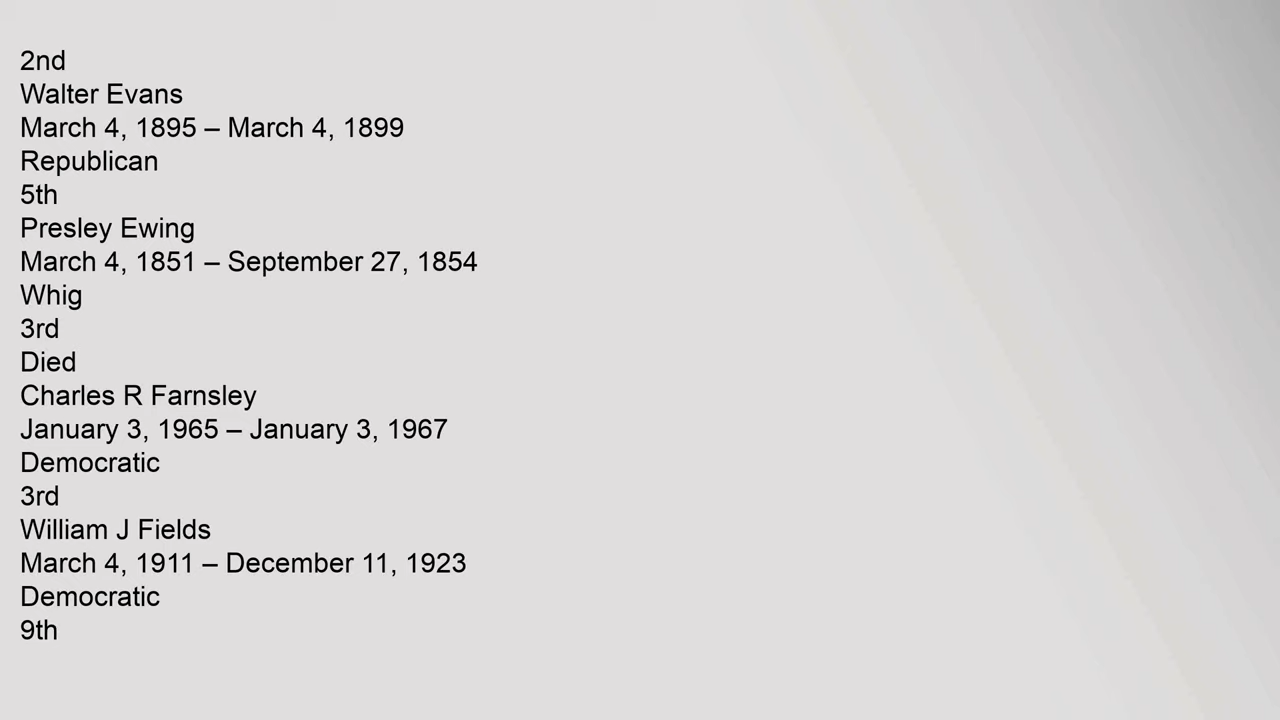 2nd
Walter Evans
March 4, 1895 – March 4, 1899
Republican
5th
Presley Ewing
March 4, 1851 – September 27, 1854
Whig
3rd
Died
Charles R Farnsley
January 3, 1965 – January 3, 1967
Democratic
3rd
William J Fields
March 4, 1911 – December 11, 1923
Democratic
9th